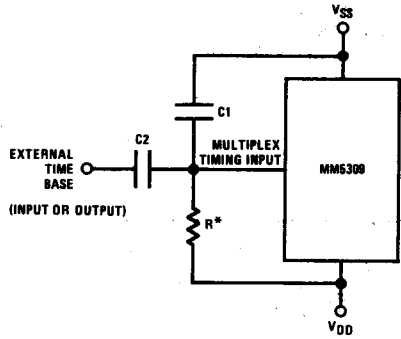 VSS
C1
C2
MULTIPLEX
TIMING INPUT
MM5309
EXTERNAL
TIME
BASE
(INPUT OR OUTPUT)
R*
VDD